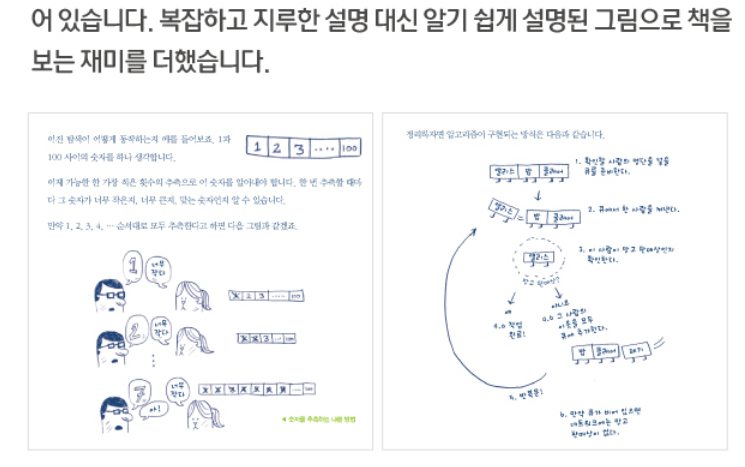 어 있습니다. 복잡하고 지루한 설명 대신 알기 쉽게 설명된 그림으로 책을
보는 재미를 더했습니다.
이진 탐색이 어떻게 동작하는지 예를 들어보죠. 1과
100 사이의 숫자를 하나 생각합니다.
1 2 3 .... 100
이제 가능한 한 가장 적은 횟수의 추측으로 이 숫자를 알아내야 합니다. 한 번 추측할 때마
다 그 숫자가 너무 작은지, 너무 큰지, 맞는 숫자인지 알 수 있습니다.
만약 1, 2, 3, 4, … 순서대로 모두 추측한다고 하면 다음 그림과 같겠죠.
1 너무 작다
X 2 3 ..... 100
2 너무 작다
X X 3 .... 100
7 너무 작다
아!
X X X X X X X .... 100
◀ 숫자를 추측하는 나쁜 방법
정리하자면 알고리즘이 구현되는 방식은 다음과 같습니다.
앨리스 밥 클레어
1. 확인할 사람의 명단을 넣을
큐를 준비한다.
앨리스 밥 클레어
2. 큐에서 한 사람을 꺼낸다.
앨리스
3. 이 사람이 망고 판매상인지
확인한다.
망고 판매상?
예
4.a 작업
완료!
아니오
4.b 그 사람의
이웃을 모두
큐에 추가한다.
밥 클레어 페기
5. 반복문!
6. 만약 큐가 비어 있으면
네트워크에는 망고
판매상이 없다.